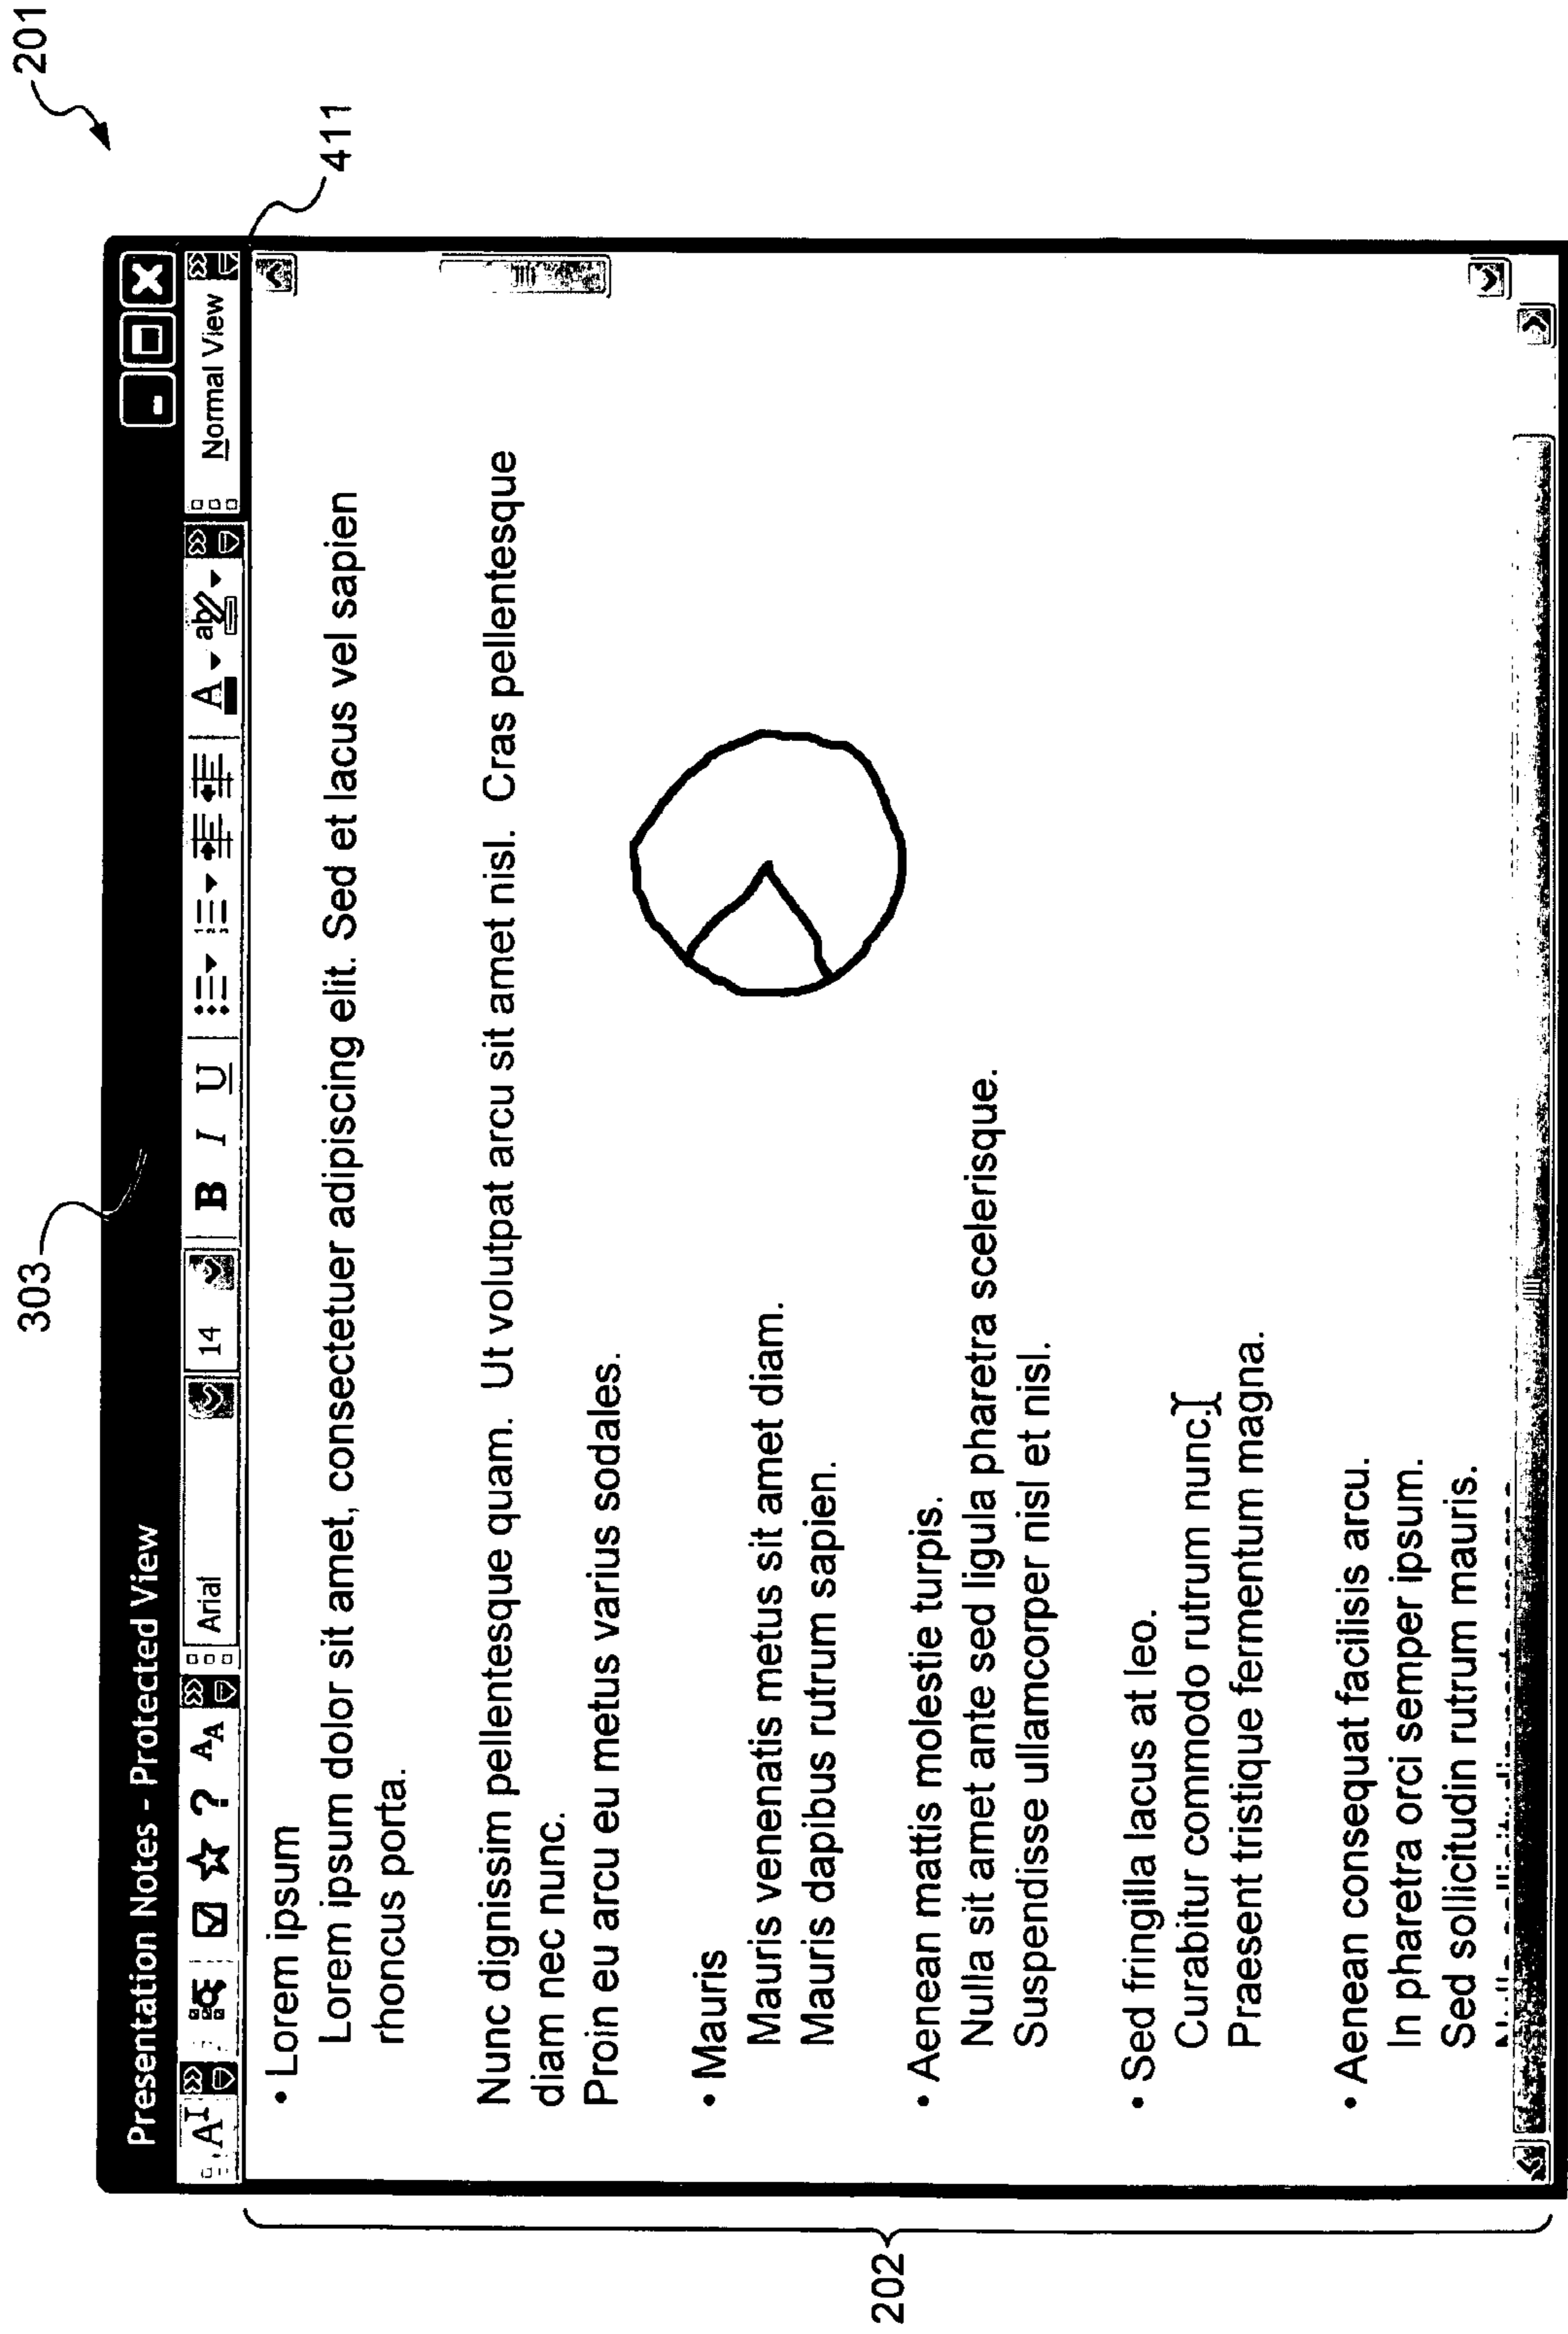 201
303
411
Presentation Notes - Protected View
A Arial 14 B I U A ab Normal View
• Lorem ipsum
Lorem ipsum dolor sit amet, consectetuer adipiscing elit. Sed et lacus vel sapien
rhoncus porta.
Nunc dignissim pellentesque quam. Ut volutpat arcu sit amet nisl. Cras pellentesque
diam nec nunc.
Proin eu arcu eu metus varius sodales.
• Mauris
Mauris venenatis metus sit amet diam.
Mauris dapibus rutrum sapien.
• Aenean mattis molestie turpis.
Nulla sit amet ante sed ligula pharetra scelerisque.
Suspendisse ullamcorper nisl et nisl.
• Sed fringilla lacus at leo.
Curabitur commodo rutrum nunc.
Praesent tristique fermentum magna.
• Aenean consequat facilisis arcu.
In pharetra orci semper ipsum.
Sed sollicitudin rutrum mauris.
202